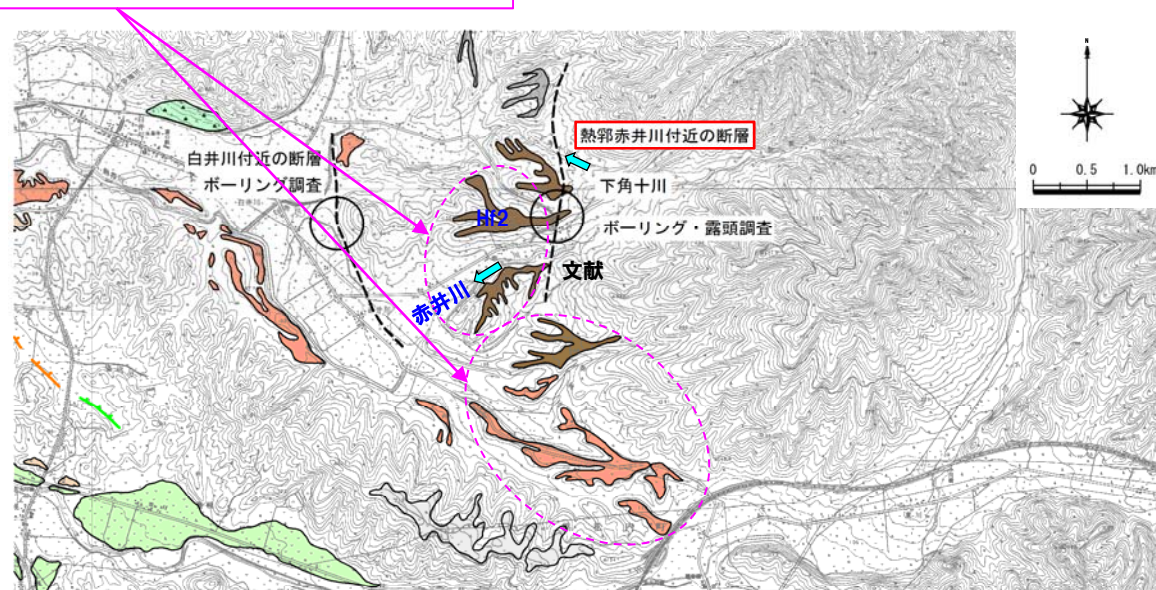 N
0 0.5 1.0km
熱郛赤井川付近の断層
白井川付近の断層
ボーリング調査
下角十川
Hf2
ボーリング・露頭調査
文献
赤井川